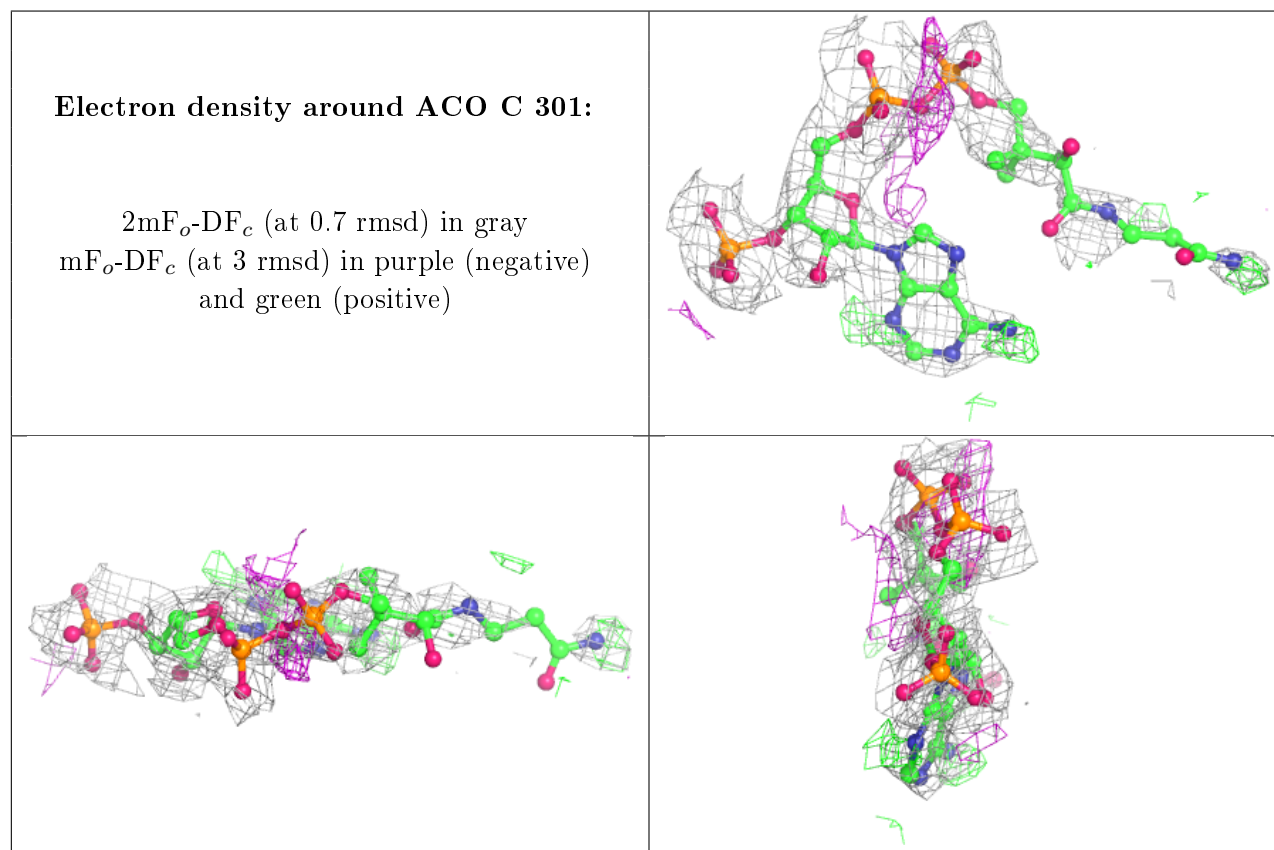 Electron density around ACO C 301:
2mFₒ-DF𝒸 (at 0.7 rmsd) in gray
mFₒ-DF𝒸 (at 3 rmsd) in purple (negative)
and green (positive)